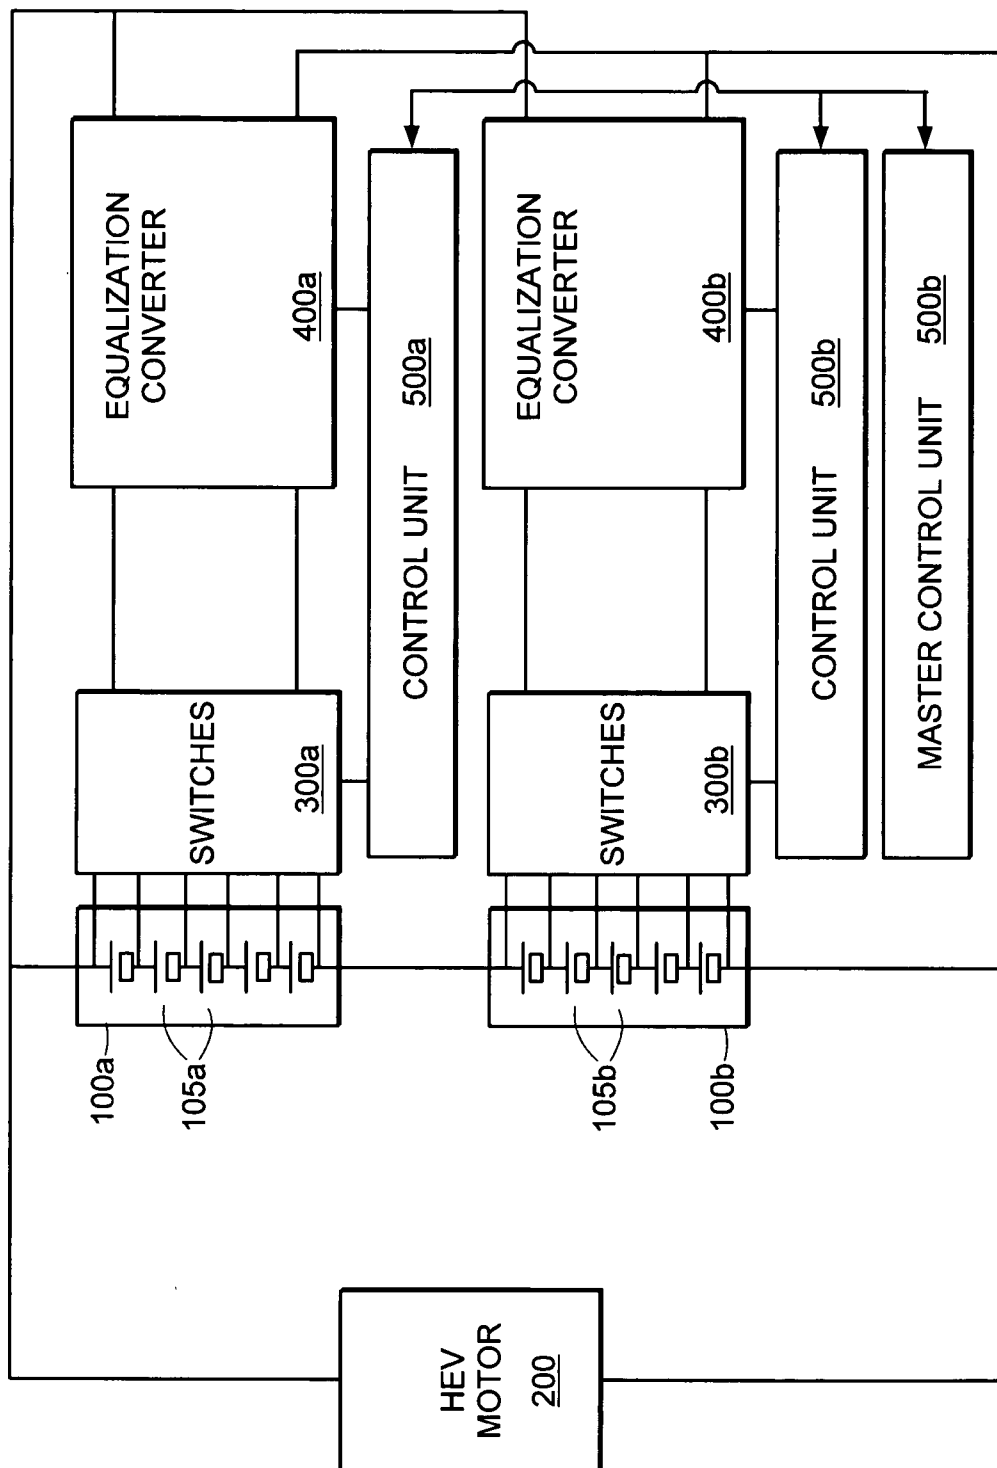 HEV
MOTOR
200
100a
105a
105b
100b
SWITCHES
300a
SWITCHES
300b
EQUALIZATION
CONVERTER
400a
EQUALIZATION
CONVERTER
400b
CONTROL UNIT 500a
CONTROL UNIT 500b
MASTER CONTROL UNIT 500b